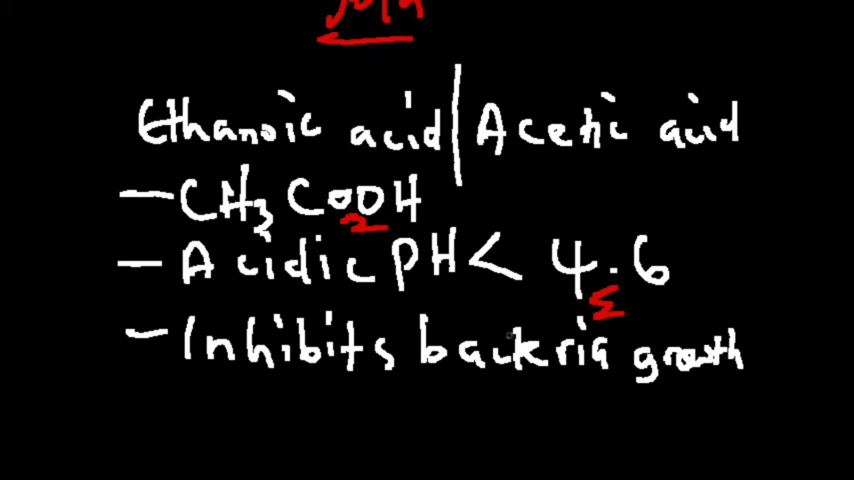 Ethanoic acid | Acetic acid
- CH3COOH
- Acidic pH < 4.6
- Inhibits bacteria growth